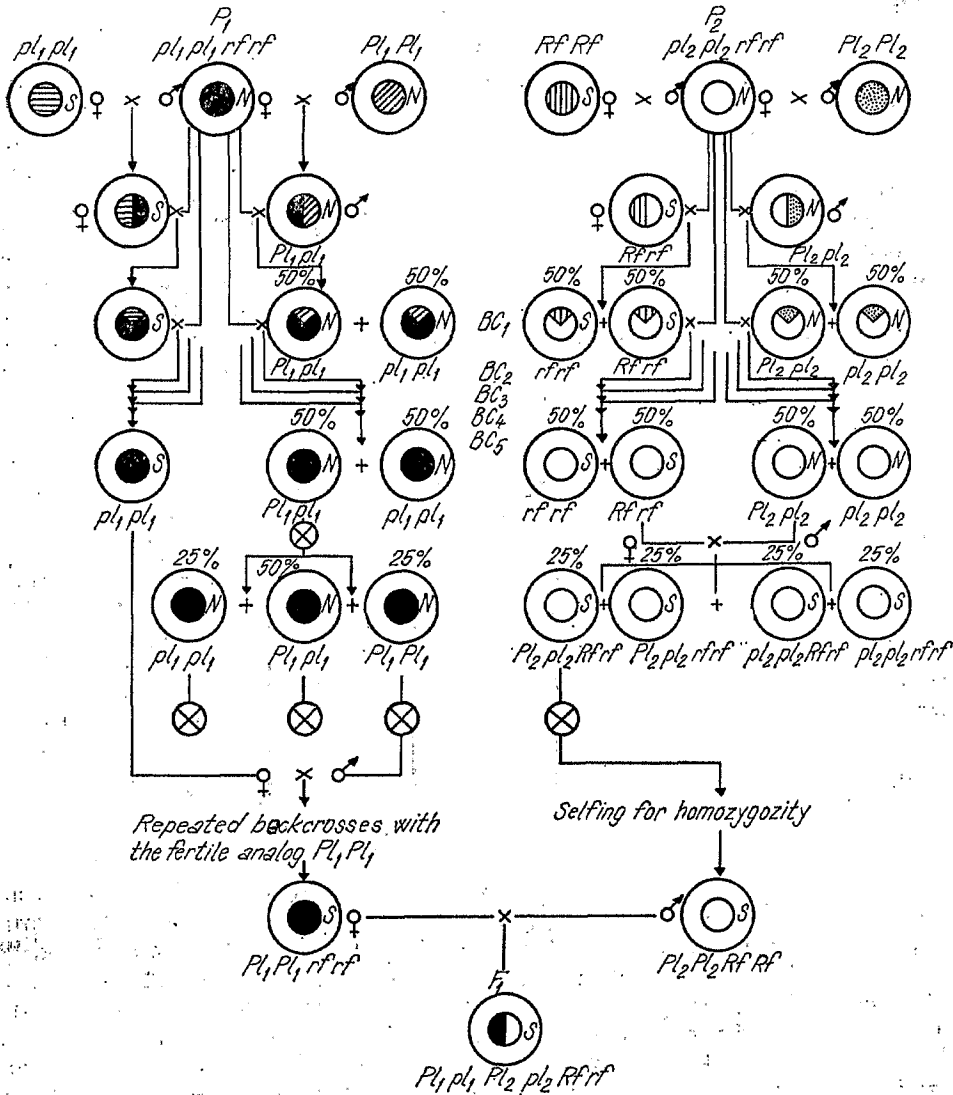 P₁ P₂
pl₁ pl₁ pl₁ pl₁ rf rf Pl₁ Pl₁ Rf Rf pl₂ pl₂ rf rf Pl₂ Pl₂
S ♀ × ♂ N ♀ × ♂ N S ♀ × ♂ N ♀ × ♂ N
♀ S × × N ♂ ♀ S × × N ♂
Pl₁ pl₁ Rf rf Pl₂ pl₂
50% 50% 50% 50% 50% 50%
S × × N + N BC₁ S + S × × N + N
Pl₁ pl₁ pl₁ pl₁ rf rf Rf rf Pl₂ pl₂ pl₂ pl₂
BC₂
BC₃
BC₄
BC₅
50% 50% 50% 50% 50% 50%
S N + N S + S N + N
pl₁ pl₁ Pl₁ pl₁ pl₁ pl₁ rf rf Rf rf Pl₂ pl₂ pl₂ pl₂
♀ × ♂
25% 50% 25% 25% 25% 25% 25%
N + N + N S + S + S + S
pl₁ pl₁ Pl₁ pl₁ Pl₁ Pl₁ Pl₂ pl₂ Rf rf Pl₂ pl₂ rf rf pl₂ pl₂ Rf rf pl₂ pl₂ rf rf
♀ × ♂
Repeated backcrosses with
the fertile analog Pl₁ Pl₁
Selfing for homozygozity
S ♀ × ♂ S
Pl₁ Pl₁ rf rf Pl₂ Pl₂ Rf Rf
F₁
S
Pl₁ pl₁ Pl₂ pl₂ Rf rf